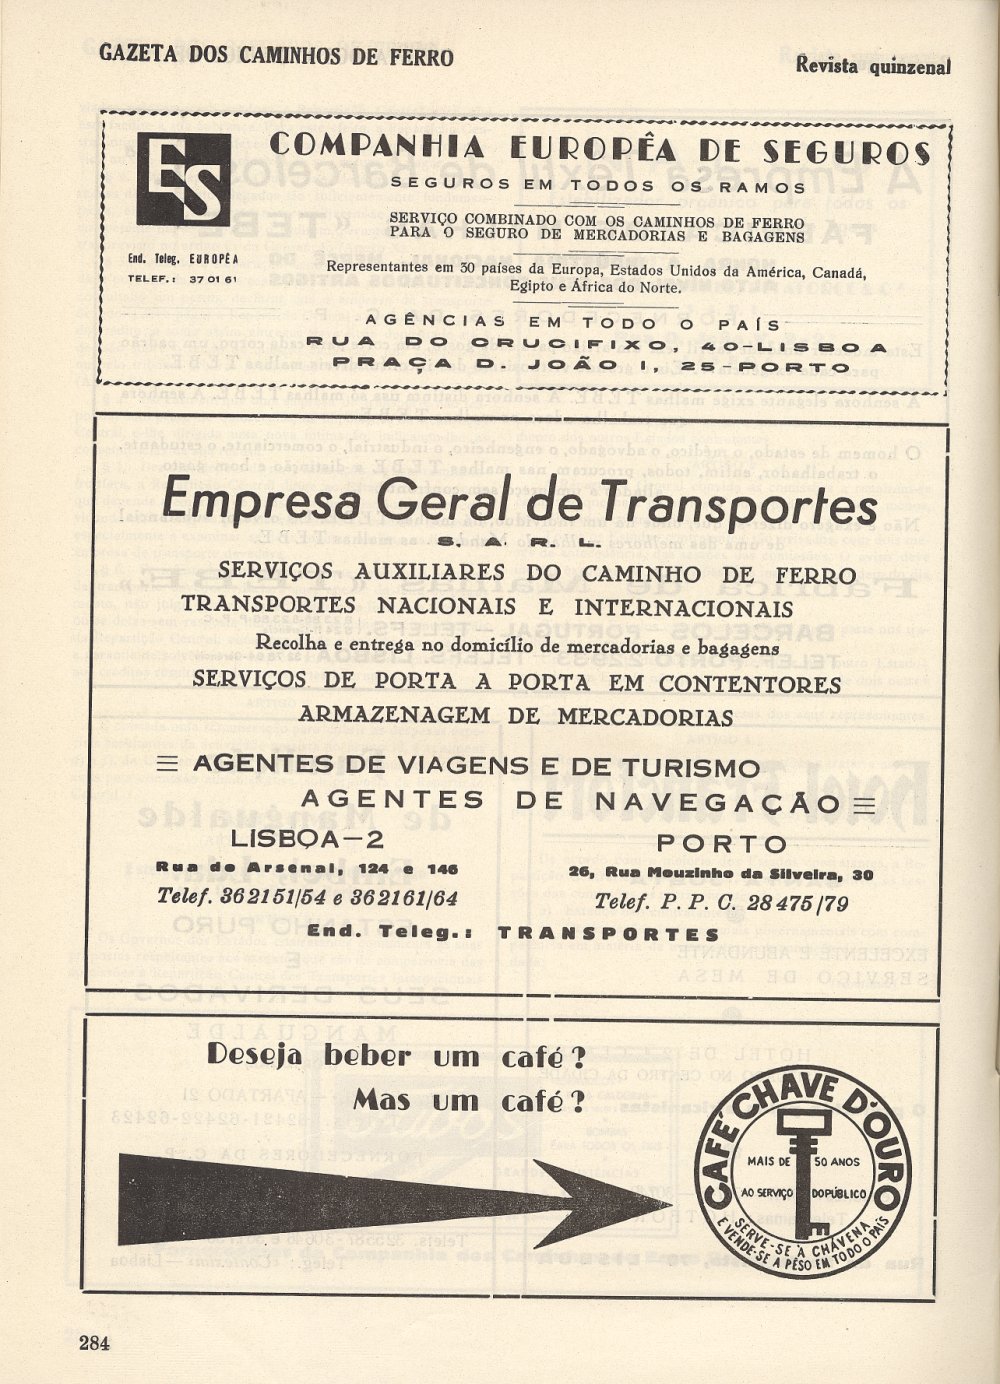 GAZETA DOS CAMINHOS DE FERRO
Revista quinzenal
ES
COMPANHIA EUROPÊA DE SEGUROS
SEGUROS EM TODOS OS RAMOS
SERVIÇO COMBINADO COM OS CAMINHOS DE FERRO
PARA O SEGURO DE MERCADORIAS E BAGAGENS
End. Teleg. EUROPÊA
TELEF.: 37 01 61
Representantes em 30 países da Europa, Estados Unidos da América, Canadá,
Egipto e África do Norte.
AGÊNCIAS EM TODO O PAÍS
RUA DO CRUCIFIXO, 40-LISBOA
PRAÇA D. JOÃO I, 25-PORTO
Empresa Geral de Transportes
S. A. R. L.
SERVIÇOS AUXILIARES DO CAMINHO DE FERRO
TRANSPORTES NACIONAIS E INTERNACIONAIS
Recolha e entrega no domicílio de mercadorias e bagagens
SERVIÇOS DE PORTA A PORTA EM CONTENTORES
ARMAZENAGEM DE MERCADORIAS
AGENTES DE VIAGENS E DE TURISMO
AGENTES DE NAVEGAÇÃO
LISBOA-2
Rua do Arsenal, 124 e 146
Telef. 362151/54 e 362161/64
PORTO
26, Rua Mouzinho da Silveira, 30
Telef. P. P. C. 28475/79
End. Teleg.: TRANSPORTES
Deseja beber um café?
Mas um café?
CAFÉ CHAVE D'OURO
MAIS DE 50 ANOS
AO SERVIÇO DO PÚBLICO
SERVE-SE À CHÁVENA
E VENDE-SE A PÊSO EM TODO O PAÍS
284